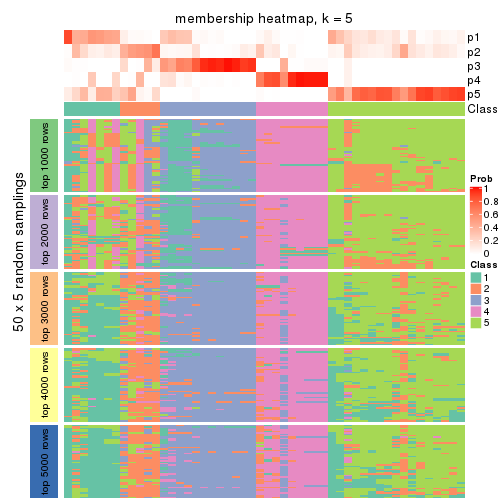 membership heatmap, k = 5
p1
p2
p3
p4
p5
Class
50 x 5 random samplings
top 1000 rows
top 2000 rows
top 3000 rows
top 4000 rows
top 5000 rows
Prob
1
0.8
0.6
0.4
0.2
0
Class
1
2
3
4
5